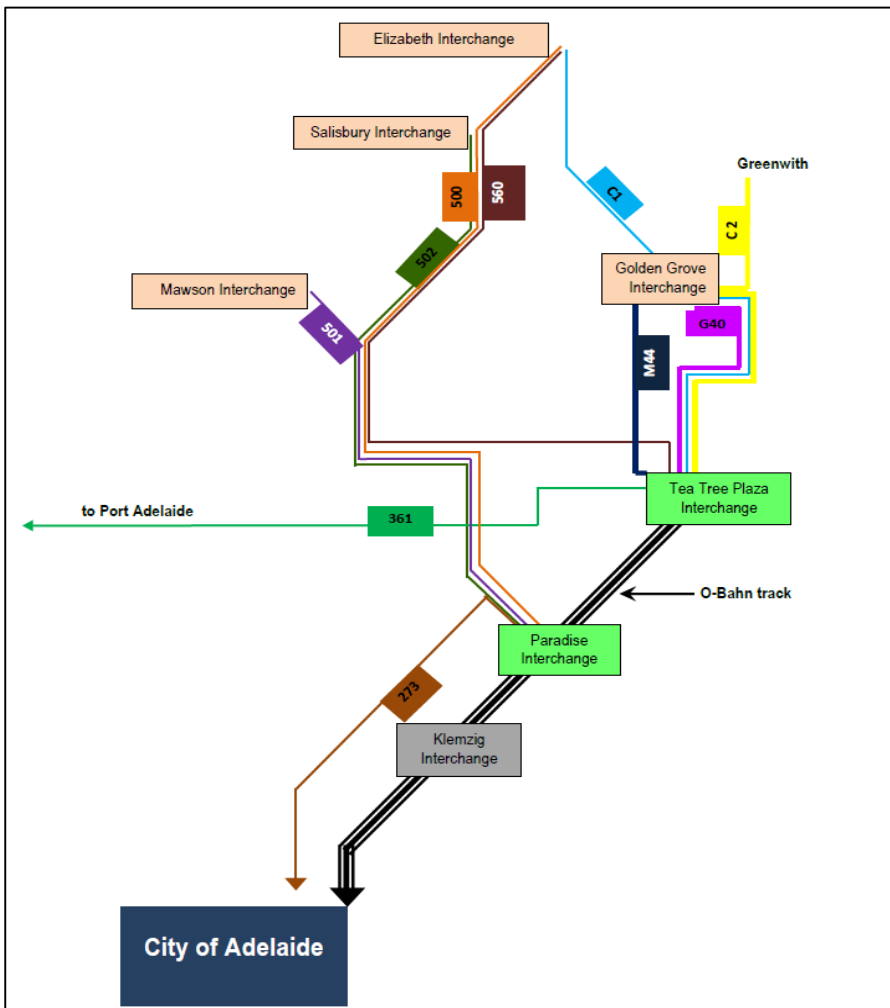 Elizabeth Interchange
Salisbury Interchange
Greenwith
500
560
C1
C 2
502
Golden Grove
Interchange
Mawson Interchange
501
G40
M44
Tea Tree Plaza
Interchange
to Port Adelaide
361
O-Bahn track
Paradise
Interchange
273
Klemzig
Interchange
City of Adelaide